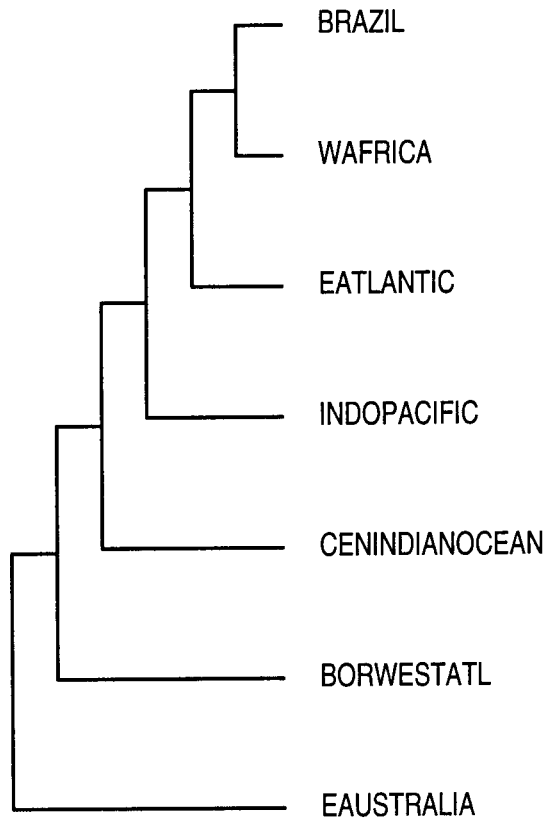 BRAZIL
WAFRICA
EATLANTIC
INDOPACIFIC
CENINDIANOCEAN
BORWESTATL
EAUSTRALIA